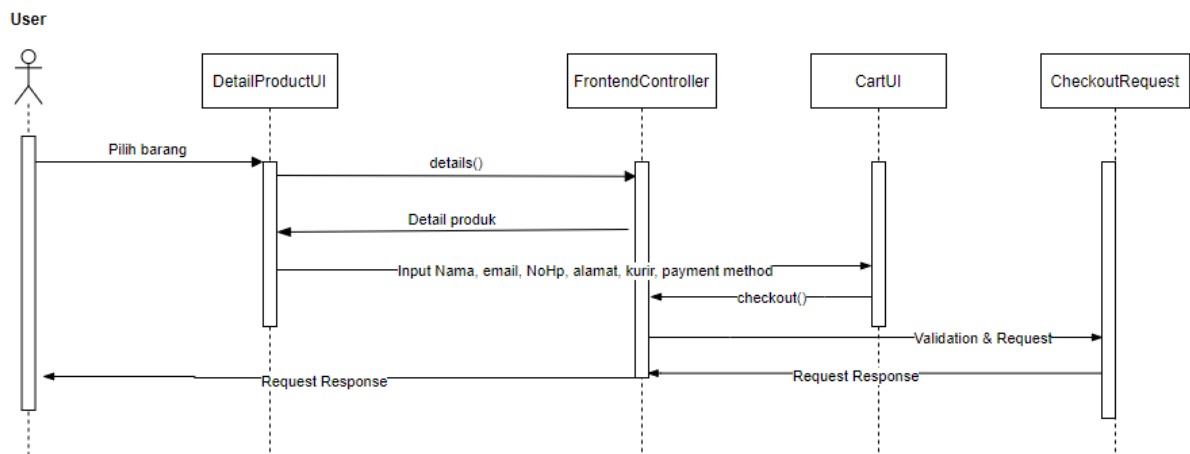 User
DetailProductUI
FrontendController
CartUI
CheckoutRequest
Pilih barang
details()
Detail produk
Input Nama, email, NoHp, alamat, kurir, payment method
checkout()
Validation & Request
Request Response
Request Response